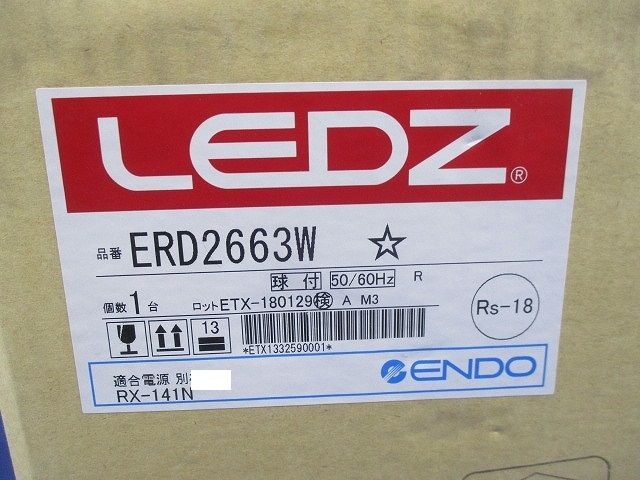 LEDZ®
品番 ERD2663W ☆
球付 50/60Hz R
個数 1 台 ロット ETX-180129 検 A M3
Rs-18
13
*ETX1332590001*
適合電源 別
RX-141N
ENDO